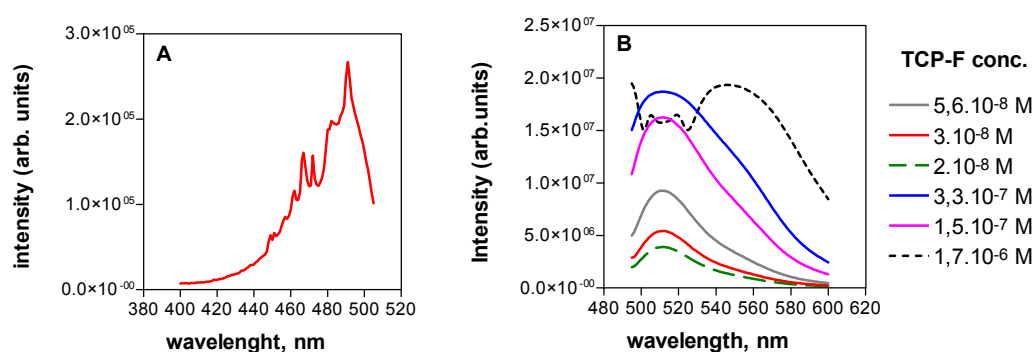 A
3.0×10 05
2.0×10 05
1.0×10 05
0.0×10 -00
380 400 420 440 460 480 500 520
intensity (arb. units)
wavelenght, nm
B
2.5×10 07
2.0×10 07
1.5×10 07
1.0×10 07
5.0×10 06
0.0×10 -00
480 500 520 540 560 580 600 620
Intensity (arb.units)
wavelength, nm
TCP-F conc.
5,6.10-8 M
3.10-8 M
2.10-8 M
3,3.10-7 M
1,5.10-7 M
1,7.10-6 M